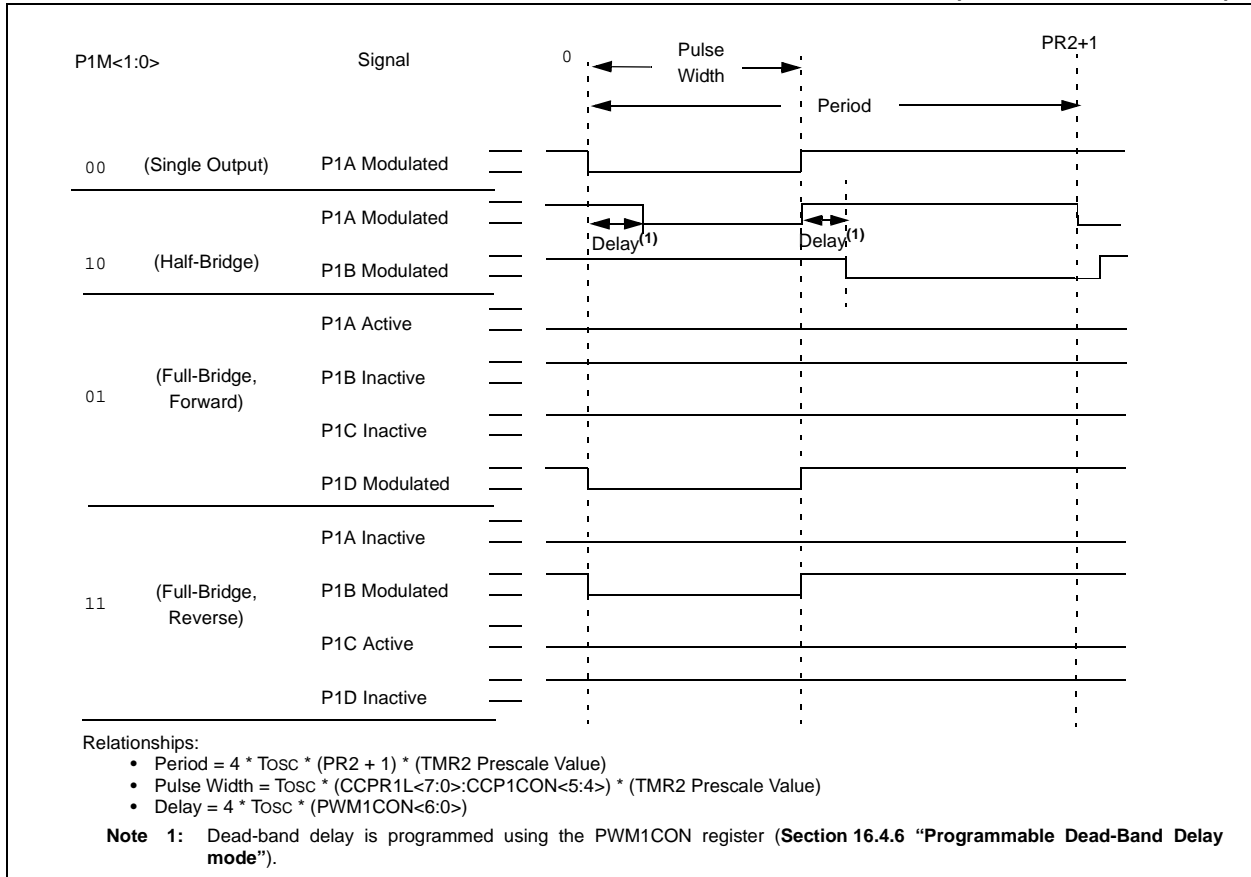 P1M<1:0>
Signal
0
Pulse
Width
PR2+1
Period
00 (Single Output) P1A Modulated
P1A Modulated
Delay(1) Delay(1)
10 (Half-Bridge) P1B Modulated
P1A Active
01 (Full-Bridge,
Forward)
P1B Inactive
P1C Inactive
P1D Modulated
P1A Inactive
11 (Full-Bridge,
Reverse)
P1B Modulated
P1C Active
P1D Inactive
Relationships:
• Period = 4 * TOSC * (PR2 + 1) * (TMR2 Prescale Value)
• Pulse Width = TOSC * (CCPR1L<7:0>:CCP1CON<5:4>) * (TMR2 Prescale Value)
• Delay = 4 * TOSC * (PWM1CON<6:0>)
Note 1: Dead-band delay is programmed using the PWM1CON register (Section 16.4.6 “Programmable Dead-Band Delay
mode”).